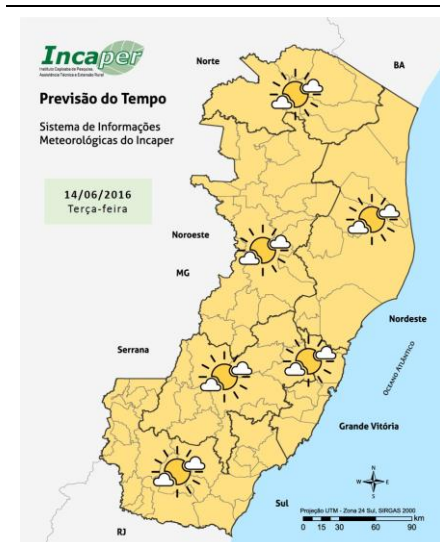 Incaper
Instituto Capixaba de Pesquisa,
Assistência Técnica e Extensão Rural
Previsão do Tempo
Sistema de Informações
Meteorológicas do Incaper
14/06/2016
Terça-feira
Norte
BA
Noroeste
MG
Nordeste
Serrana
OCEANO ATLÂNTICO
Grande Vitória
N
W
E
S
Sul
RJ
Projeção UTM - Zona 24 Sul, SIRGAS 2000
km
0 15 30 60 90